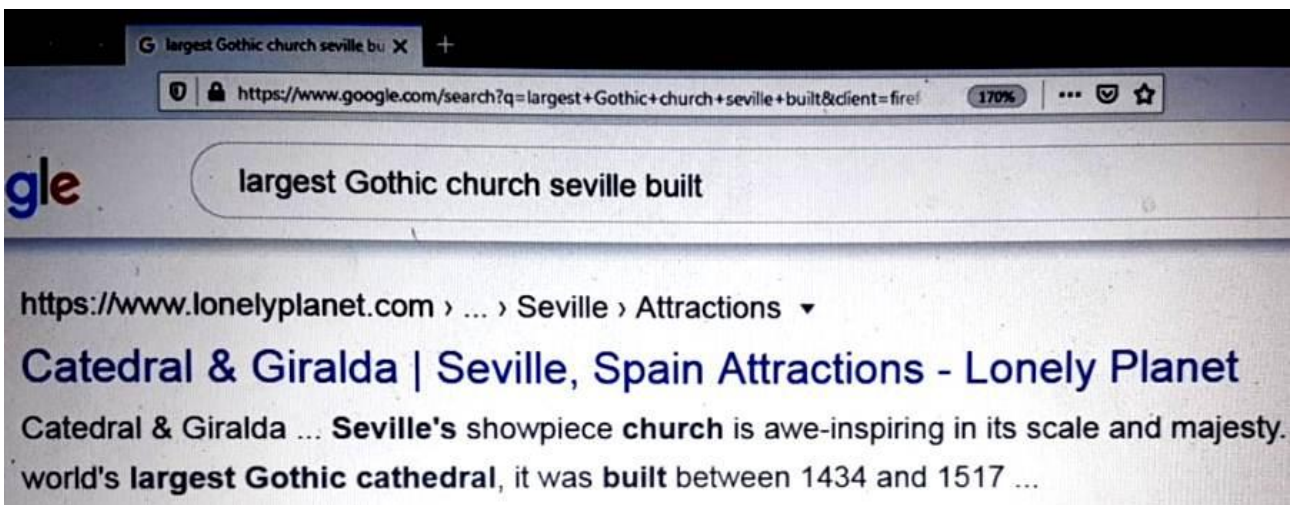 G largest Gothic church seville bu X +
https://www.google.com/search?q=largest+Gothic+church+seville+built&client=firef 170% ...
gle largest Gothic church seville built
https://www.lonelyplanet.com › ... › Seville › Attractions
Catedral & Giralda | Seville, Spain Attractions - Lonely Planet
Catedral & Giralda ... Seville's showpiece church is awe-inspiring in its scale and majesty.
world's largest Gothic cathedral, it was built between 1434 and 1517 ...